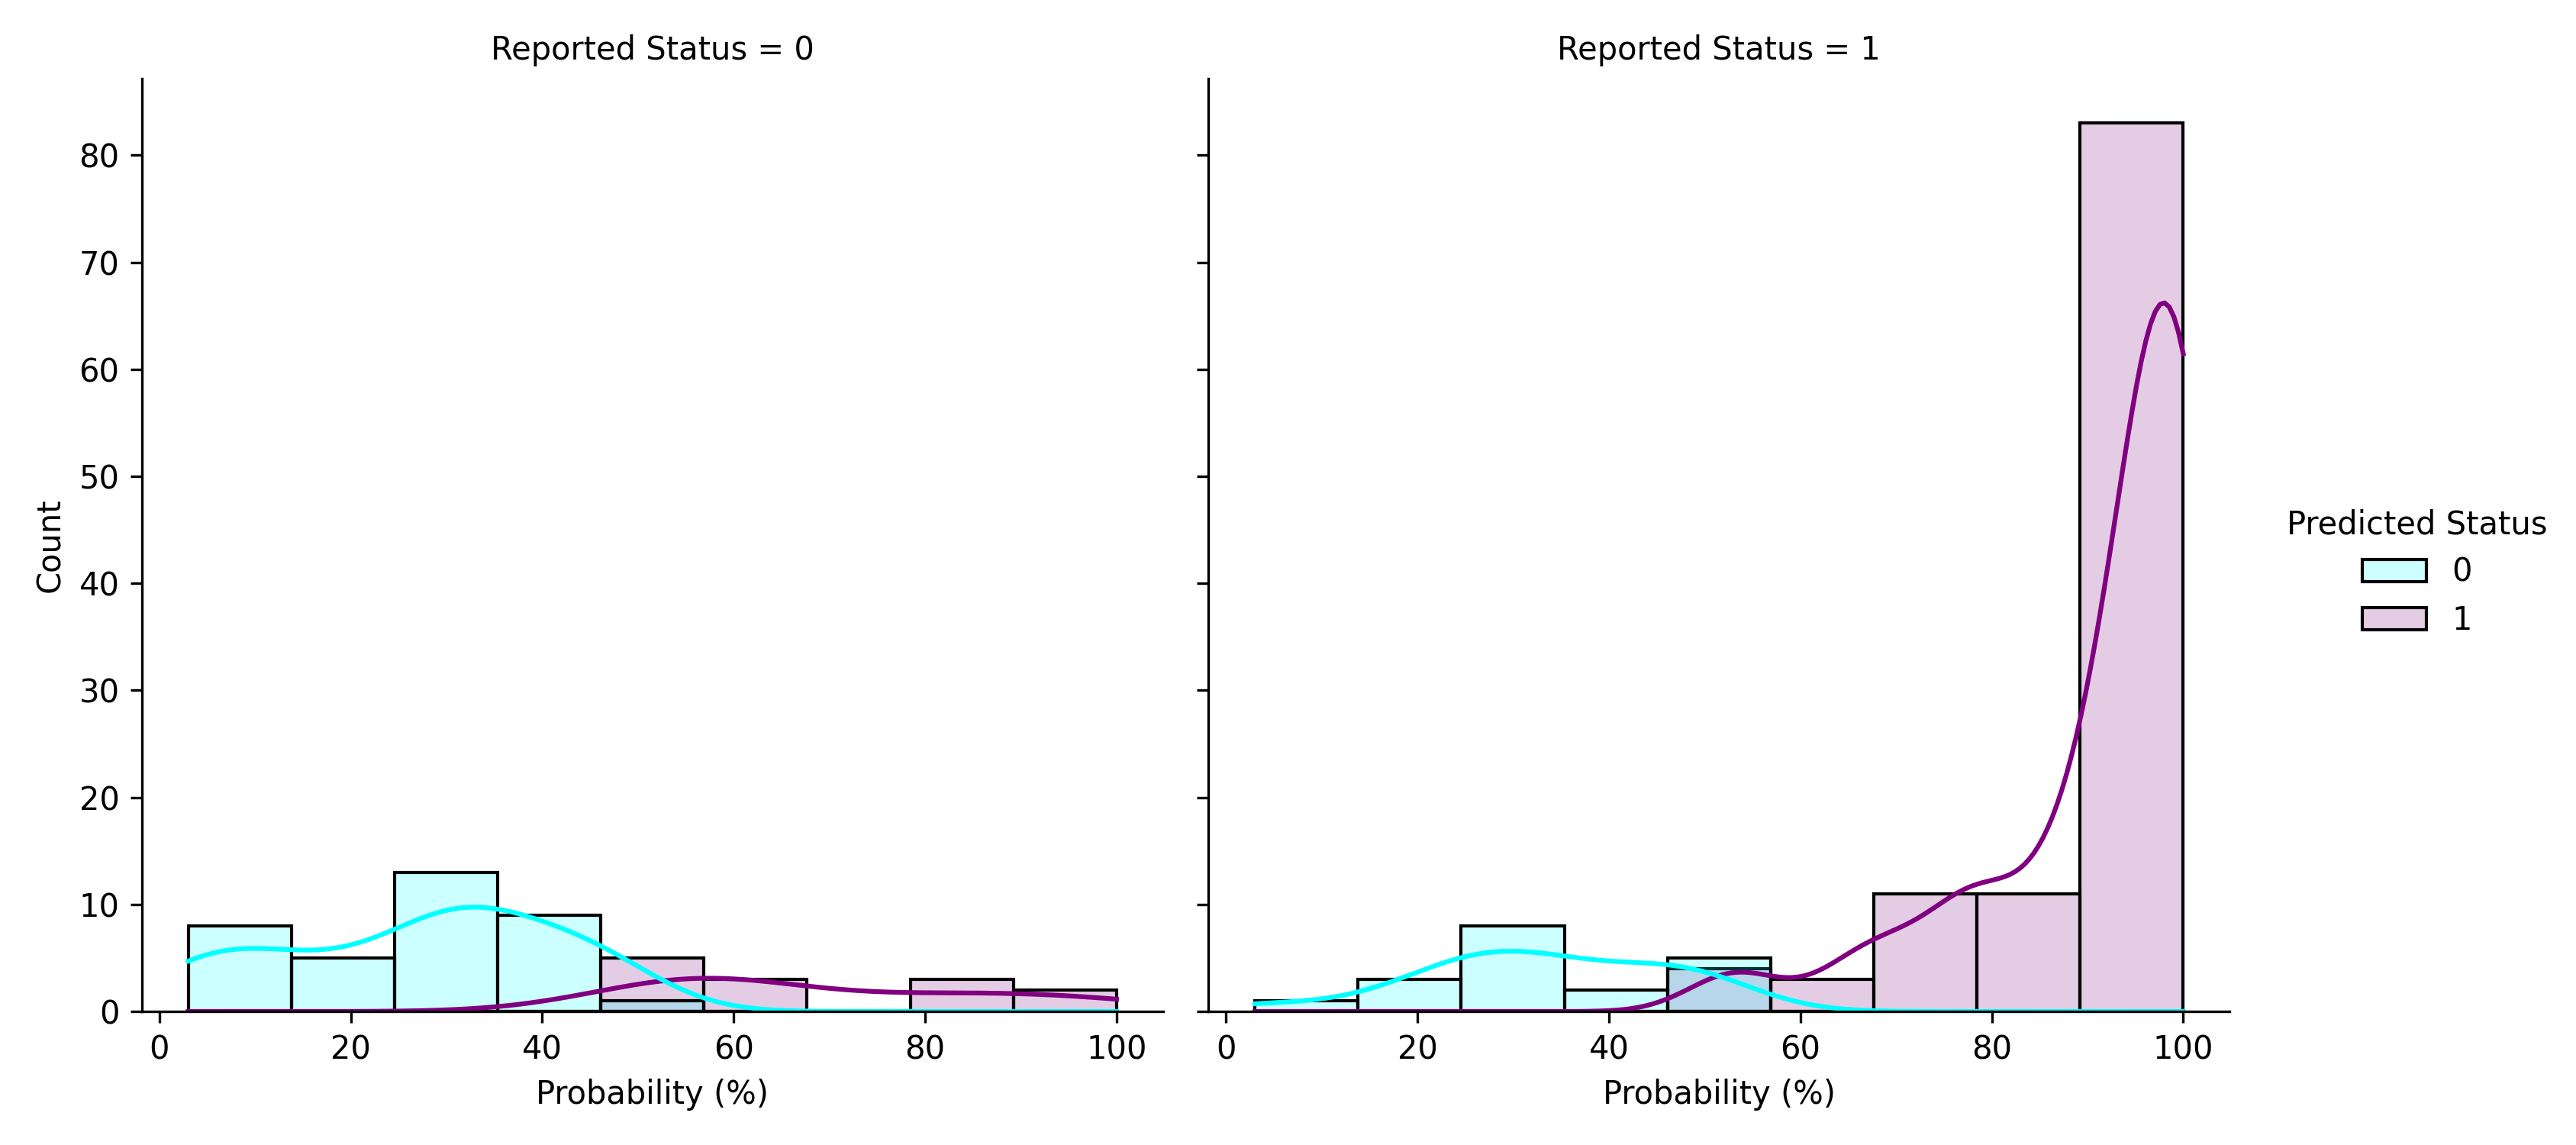 Reported Status = 0
Reported Status = 1
80
70
60
50
40
30
20
10
0
Count
0 20 40 60 80 100
0 20 40 60 80 100
Probability (%)
Probability (%)
Predicted Status
0
1